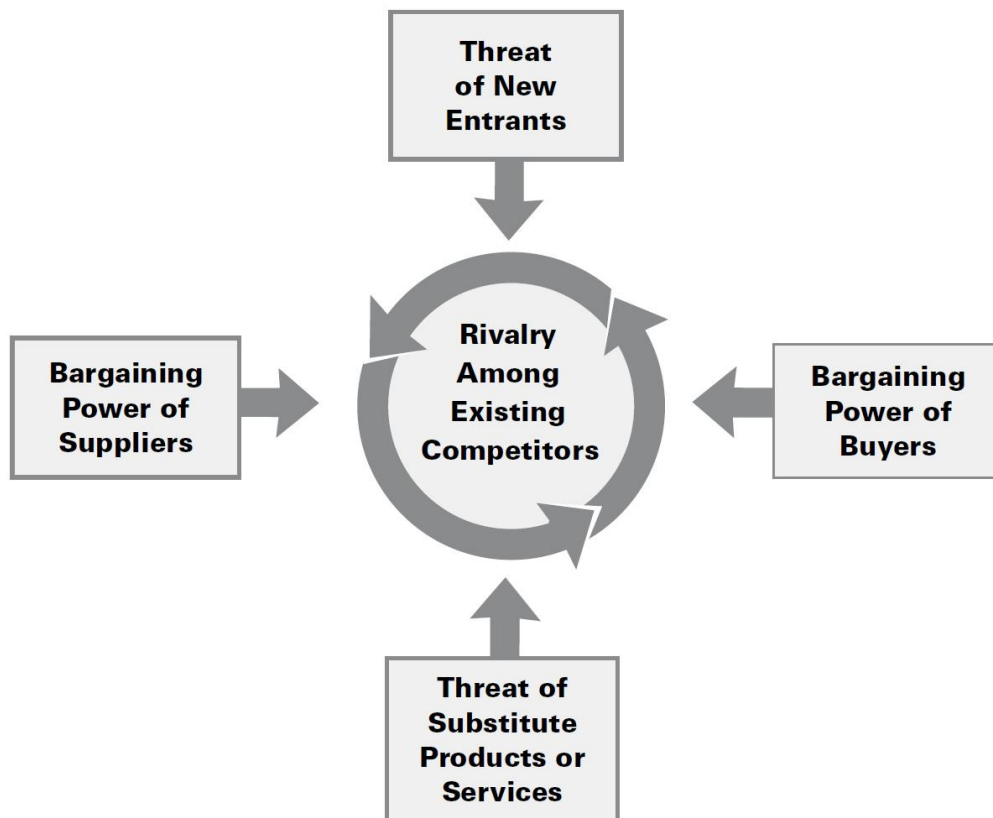 Threat
of New
Entrants
Rivalry
Among
Existing
Competitors
Bargaining
Power of
Suppliers
Bargaining
Power of
Buyers
Threat of
Substitute
Products or
Services